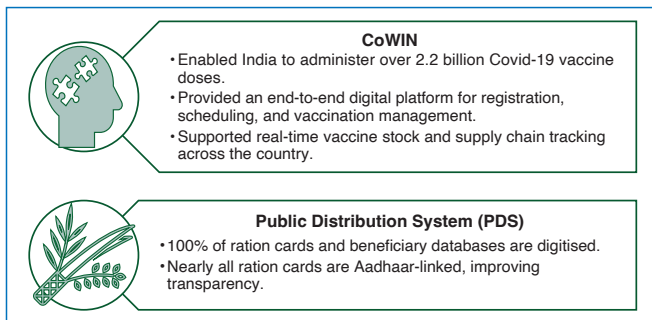 CoWIN
• Enabled India to administer over 2.2 billion Covid-19 vaccine
doses.
• Provided an end-to-end digital platform for registration,
scheduling, and vaccination management.
• Supported real-time vaccine stock and supply chain tracking
across the country.
Public Distribution System (PDS)
• 100% of ration cards and beneficiary databases are digitised.
• Nearly all ration cards are Aadhaar-linked, improving
transparency.